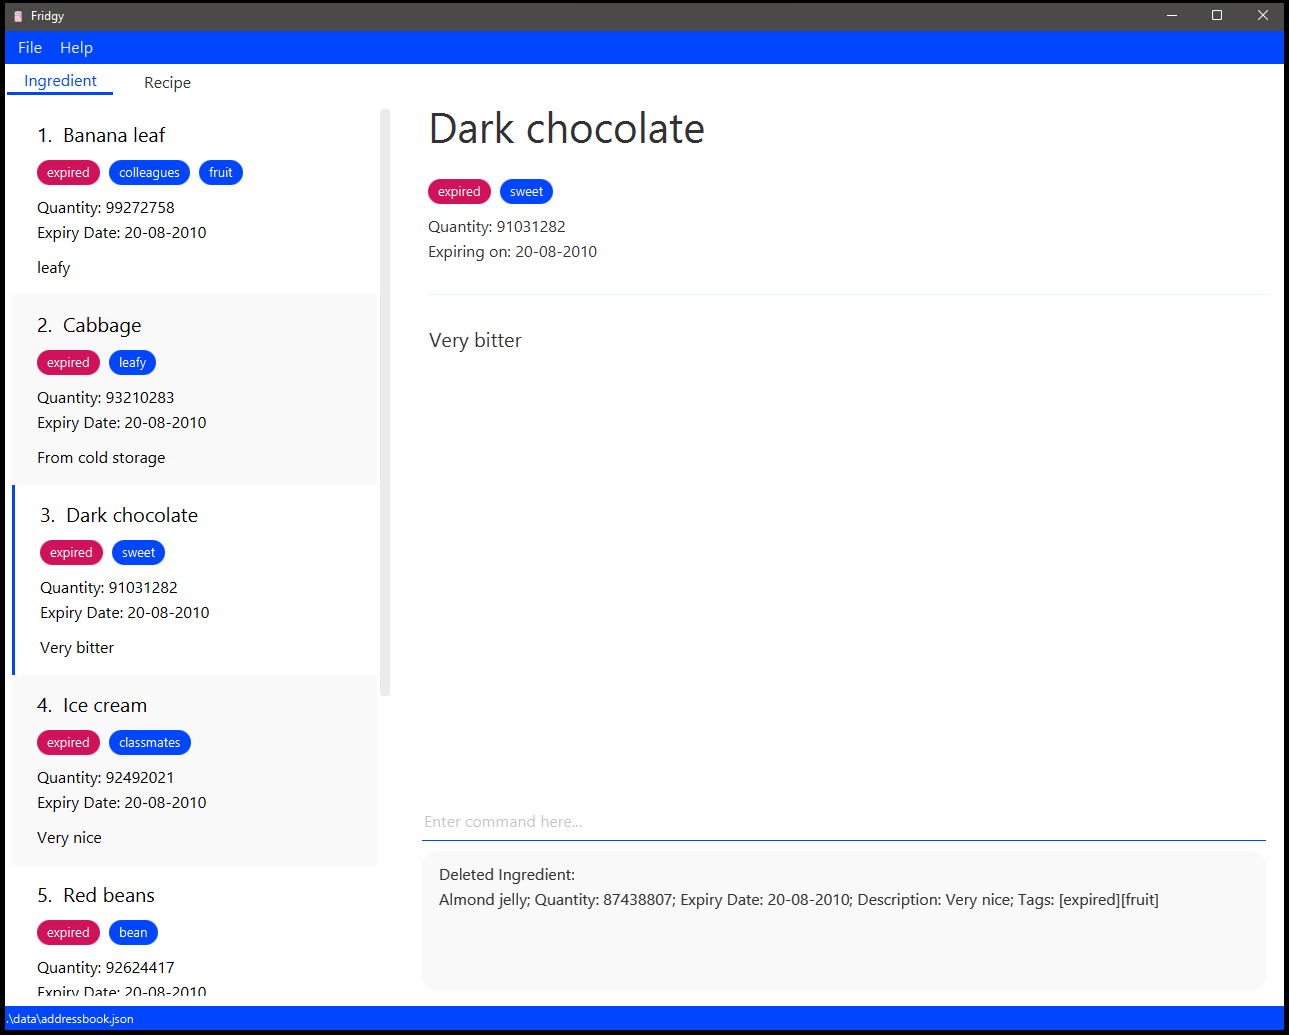 Fridgy
File Help
Ingredient Recipe
1. Banana leaf
expired colleagues fruit
Quantity: 99272758
Expiry Date: 20-08-2010
leafy
2. Cabbage
expired leafy
Quantity: 93210283
Expiry Date: 20-08-2010
From cold storage
3. Dark chocolate
expired sweet
Quantity: 91031282
Expiry Date: 20-08-2010
Very bitter
4. Ice cream
expired classmates
Quantity: 92492021
Expiry Date: 20-08-2010
Very nice
5. Red beans
expired bean
Quantity: 92624417
Expiry Date: 20-08-2010
Dark chocolate
expired sweet
Quantity: 91031282
Expiring on: 20-08-2010
Very bitter
Enter command here...
Deleted Ingredient:
Almond jelly; Quantity: 87438807; Expiry Date: 20-08-2010; Description: Very nice; Tags: [expired][fruit]
.\data\addressbook.json